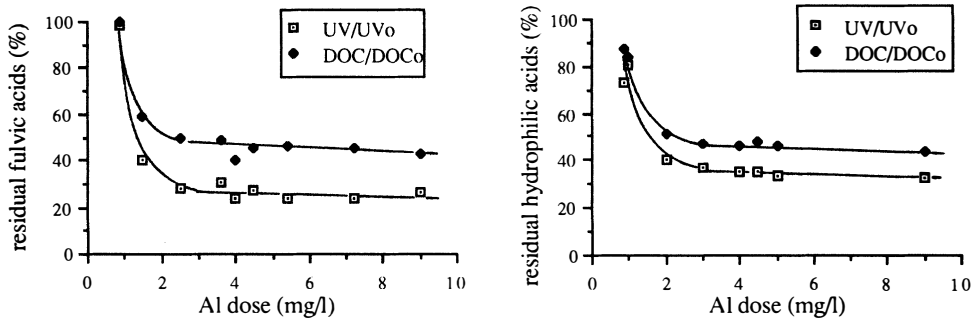 residual fulvic acids (%)
100
80
60
40
20
0
0 2 4 6 8 10
Al dose (mg/l)
UV/UVo
DOC/DOCo
residual hydrophilic acids (%)
100
80
60
40
20
0
0 2 4 6 8 10
Al dose (mg/l)
UV/UVo
DOC/DOCo